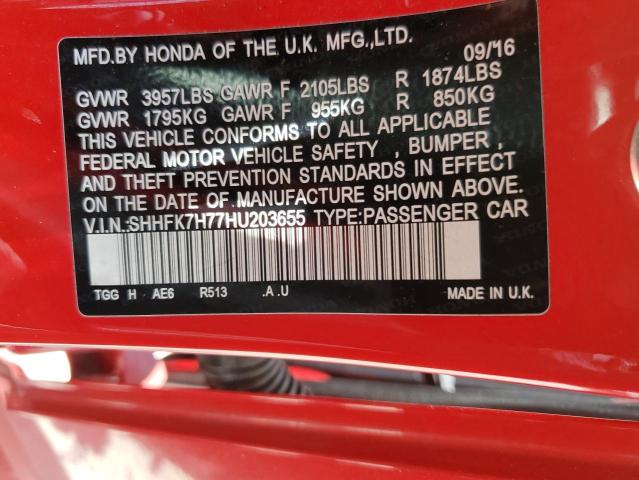 MFD.BY HONDA OF THE U.K. MFG.,LTD. 09/16
GVWR 3957LBS GAWR F 2105LBS R 1874LBS
GVWR 1795KG GAWR F 955KG R 850KG
THIS VEHICLE CONFORMS TO ALL APPLICABLE
FEDERAL MOTOR VEHICLE SAFETY , BUMPER ,
AND THEFT PREVENTION STANDARDS IN EFFECT
ON THE DATE OF MANUFACTURE SHOWN ABOVE.
V.I.N.:SHHFK7H77HU203655 TYPE:PASSENGER CAR
TGG H AE6 R513 .A .U MADE IN U.K.